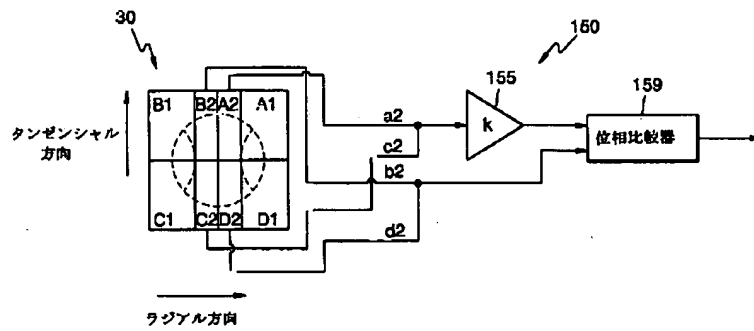 30
150
B1 B2 A2 A1
タンゼンシャル
方向
C1 C2 D2 D1
ラジアル方向
a2
c2
b2
d2
155
k
159
位相比較器